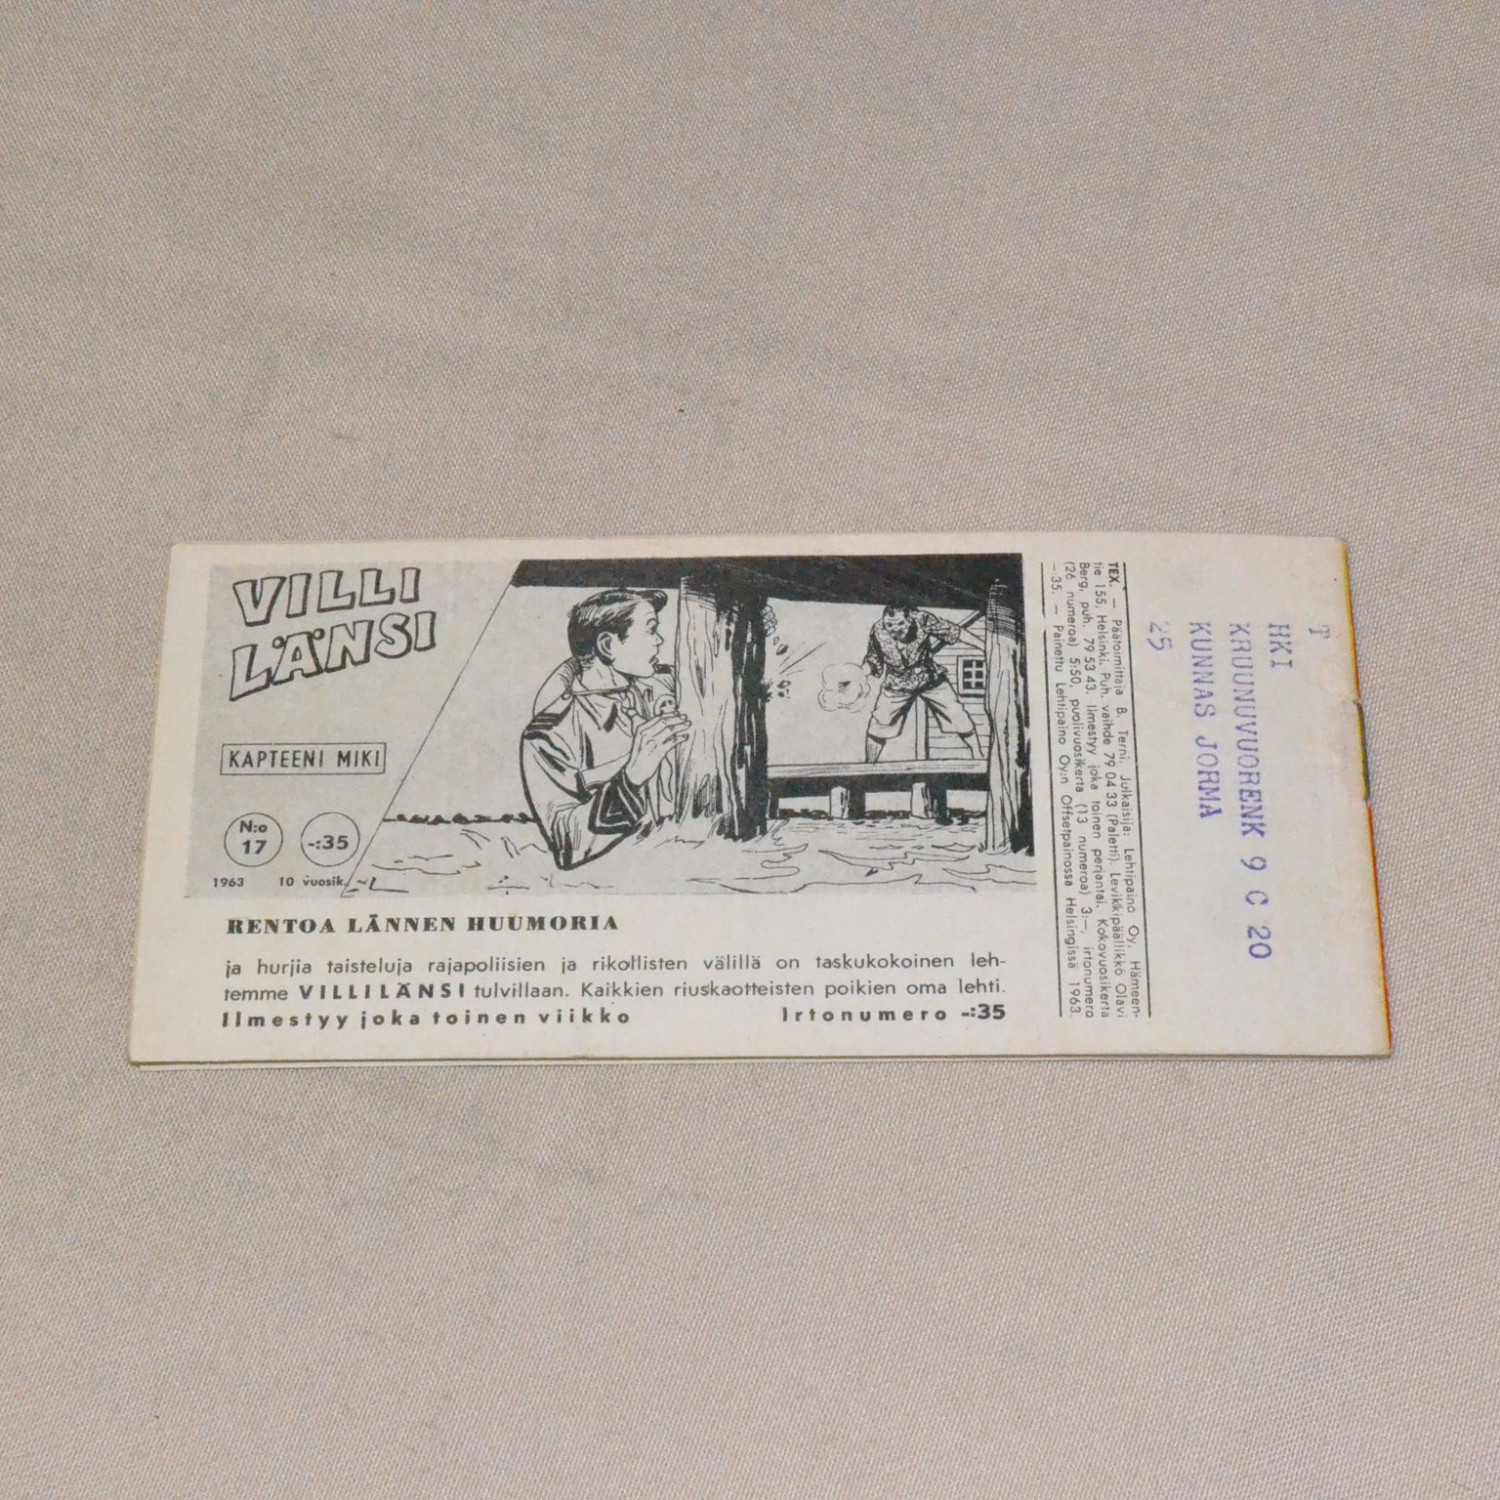 VILLI
LÄNSI
KAPTEENI MIKI
N:o
17
-:35
1963 10 vuosik.
RENTOA LÄNNEN HUUMORIA
ja hurjia taisteluja rajapoliisien ja rikollisten välillä on taskukokoinen leh-
temme VILLI LÄNSI tulvillaan. Kaikkien riuskaotteisten poikien oma lehti.
Ilmestyy joka toinen viikko Irtonumero -:35
TEX. — Päätoimittaja B. Terni. Julkaisija: Lehtipaino Oy, Hämeen-
tie 155, Helsinki. Puh. vaihde 79 04 33 (Paletti). Levikkipäällikkö Olavi
Berg, puh. 79 53 43. Ilmestyy joka toinen perjantai. Kokovuosikerta
(26 numeroa) 5:50, puolivuosikerta (13 numeroa) 3:—, irtonumero
—:35. — Painettu Lehtipaino Oy:n Offsetpainossa Helsingissä 1963.
T
HKI
KRUUNUVUORENK 9 C 20
KUNNAS JORMA
25